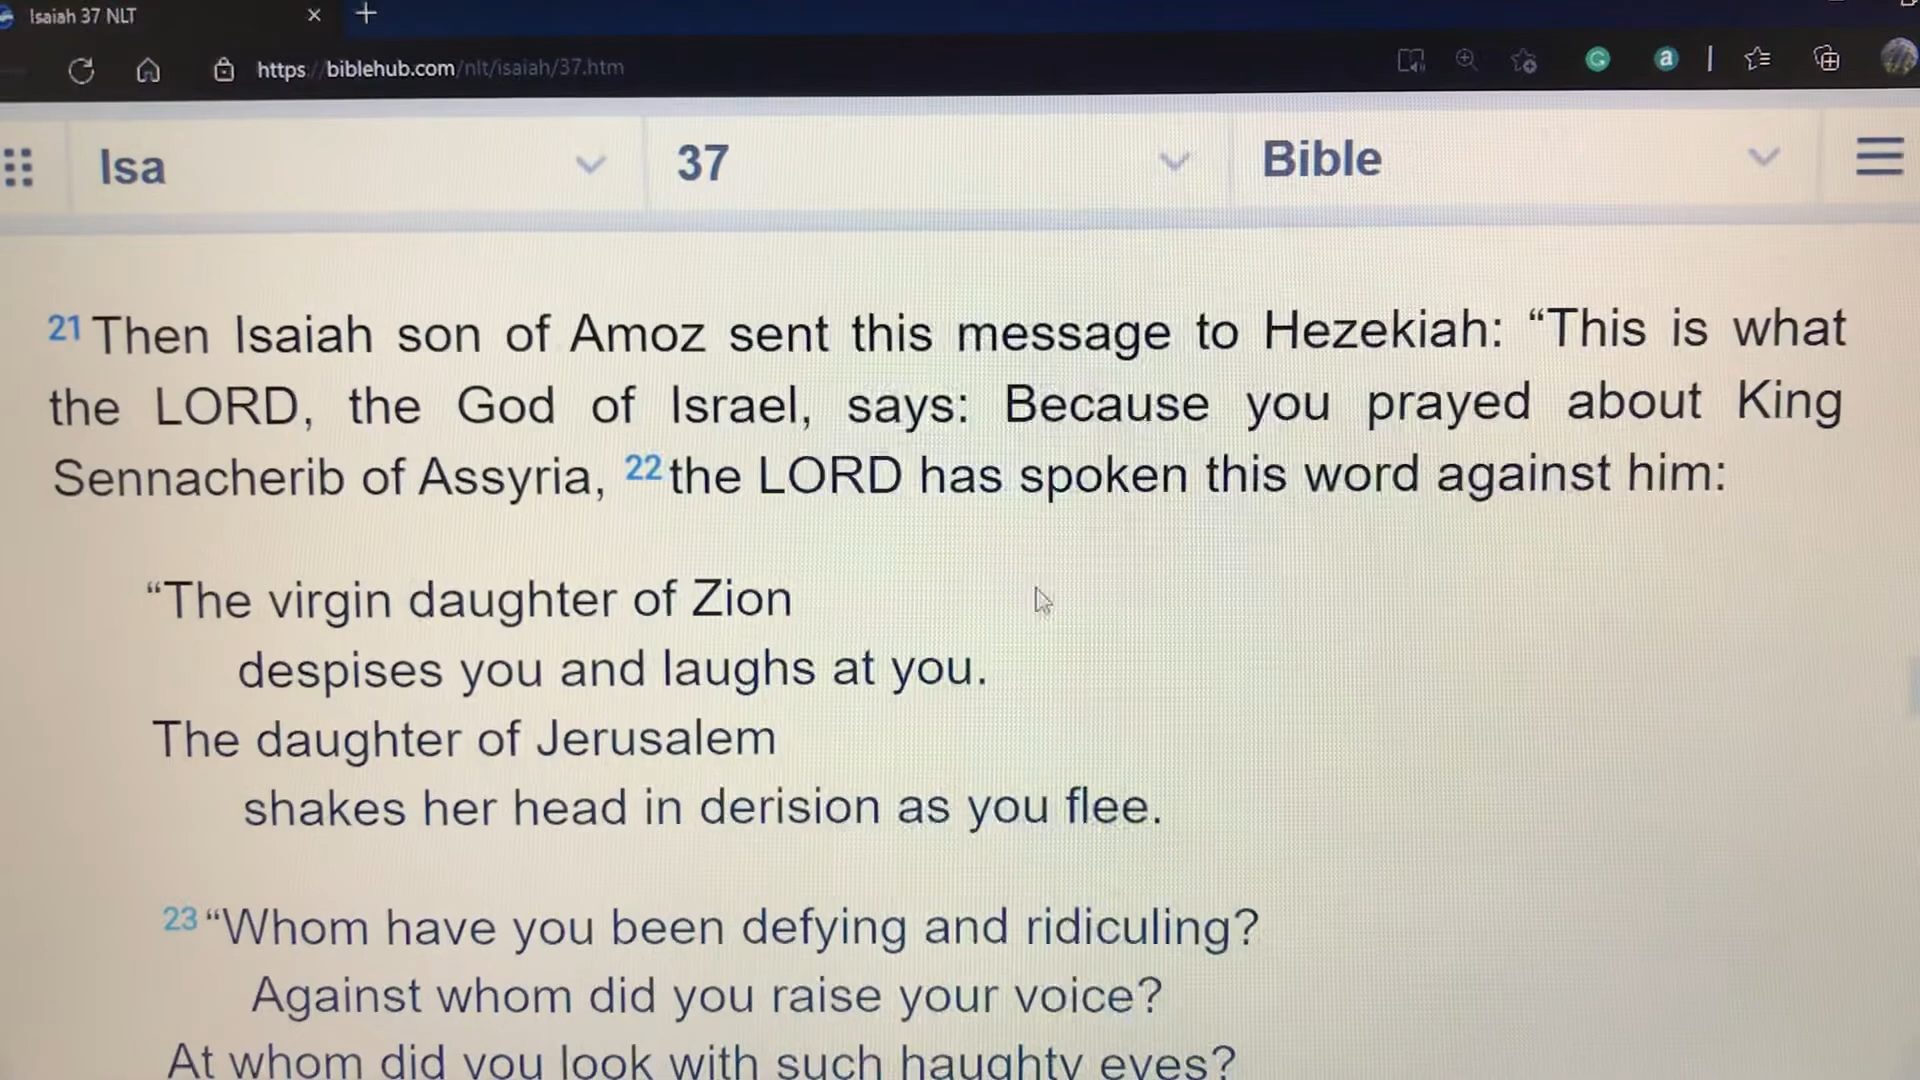 Isaiah 37 NLT
https://biblehub.com/nlt/isaiah/37.htm
Isa 37 Bible
21 Then Isaiah son of Amoz sent this message to Hezekiah: “This is what
the LORD, the God of Israel, says: Because you prayed about King
Sennacherib of Assyria, 22 the LORD has spoken this word against him:
“The virgin daughter of Zion
despises you and laughs at you.
The daughter of Jerusalem
shakes her head in derision as you flee.
23 “Whom have you been defying and ridiculing?
Against whom did you raise your voice?
At whom did you look with such haughty eyes?